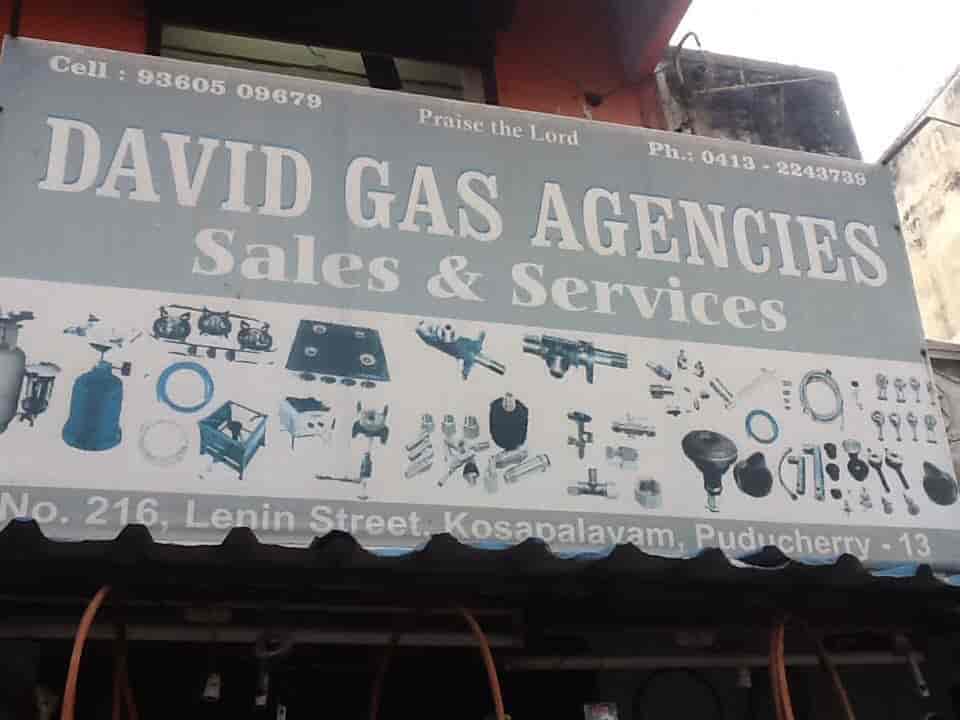 Cell : 93605 09679
Praise the Lord
Ph.: 0413 - 2243739
DAVID GAS AGENCIES
Sales & Services
No. 216, Lenin Street, Kosapalayam, Puducherry - 13